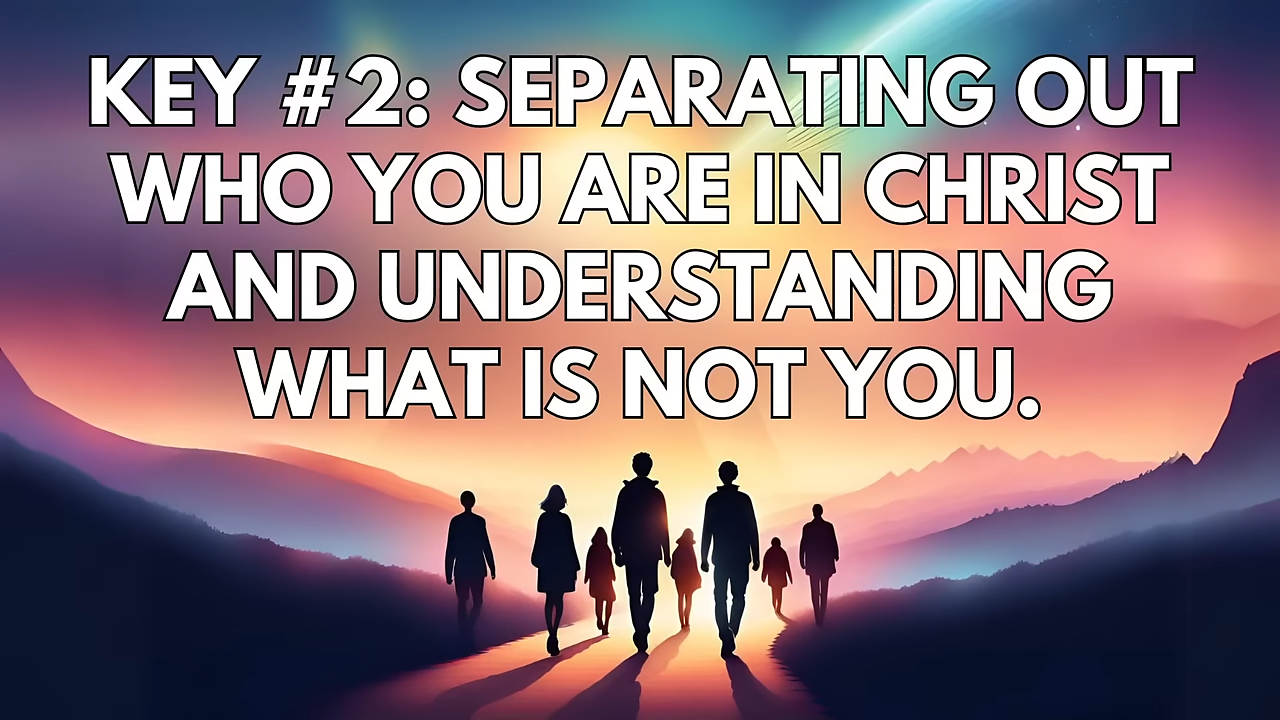 KEY #2: SEPARATING OUT
WHO YOU ARE IN CHRIST
AND UNDERSTANDING
WHAT IS NOT YOU.